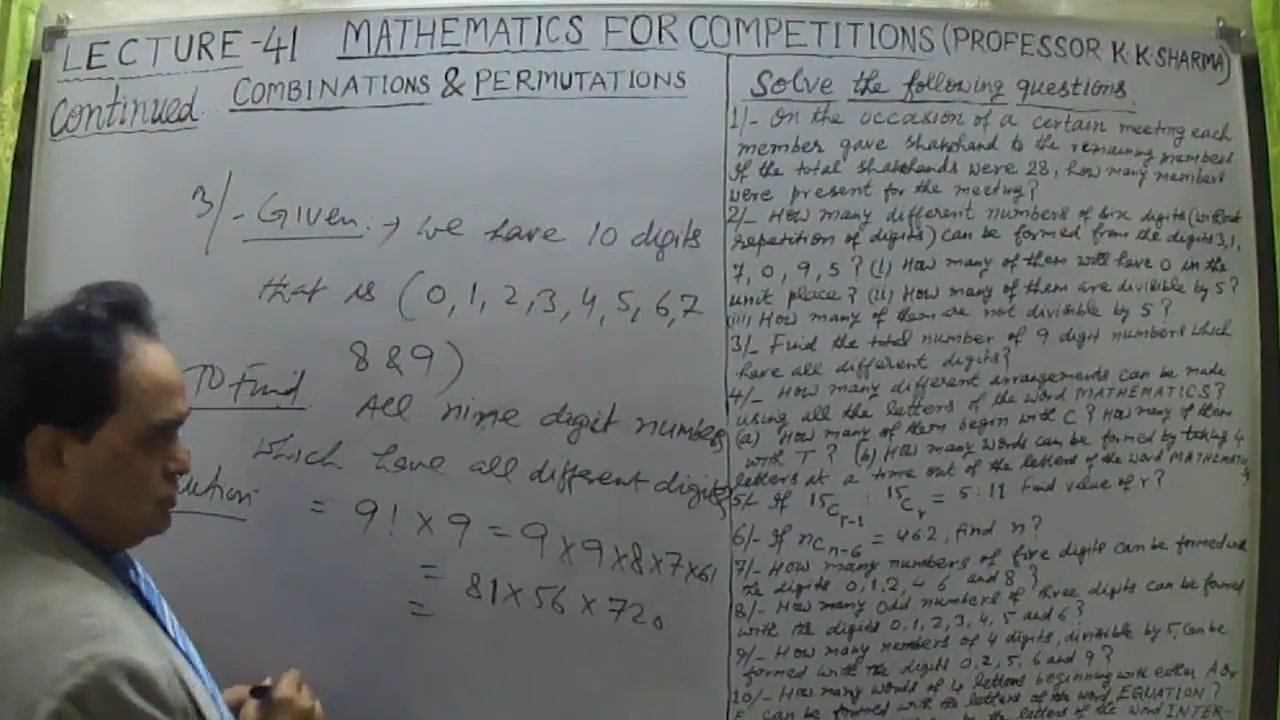 LECTURE-41 MATHEMATICS FOR COMPETITIONS (PROFESSOR K.K.SHARMA)
Continued COMBINATIONS & PERMUTATIONS
3/- Given :→ we have 10 digits
that is (0, 1, 2, 3, 4, 5, 6, 7
8 & 9)
To Find
All nine digit numbers
which have all different digits
= 9! × 9 = 9 × 9 × 8 × 7 × 6!
=
= 81 × 56 × 720
Solve the following questions.
1/- On the occasion of a certain meeting each
member gave shakehand to the remaining members
If the total shakehands were 28, how many members
were present for the meeting?
2/- How many different numbers of six digits (without
repetition of digits) can be formed from the digits 3, 1,
7, 0, 9, 5 ? (i) How many of them will have 0 in the
unit place? (ii) How many of them are divisible by 5?
(iii) How many of them are not divisible by 5 ?
3/- Find the total number of 9 digit numbers which
have all different digits?
4/- How many different arrangements can be made
using all the letters of the word MATHEMATICS?
(a) How many of them begin with C ? How many of them
with T ? (b) How many words can be formed by taking 4
letters at a time out of the letters of the word
5/- If 15Cr-1 : 15Cr = 5:11 Find value of r?
6/- If nCn-6 = 462, find n?
7/- How many numbers of five digits can be formed with
the digits 0, 1, 2, 4 6 and 8 ?
8/- How many odd numbers of three digits can be formed
with the digits 0, 1, 2, 3, 4, 5 and 6 ?
9/- How many numbers of 4 digits, divisible by 5, can be
formed with the digits 0, 2, 5, 6 and 9 ?
10/- How many words of 4 letters beginning with either A or
E can be formed with the letters of the word EQUATION ?
by the letters of the word INTER-